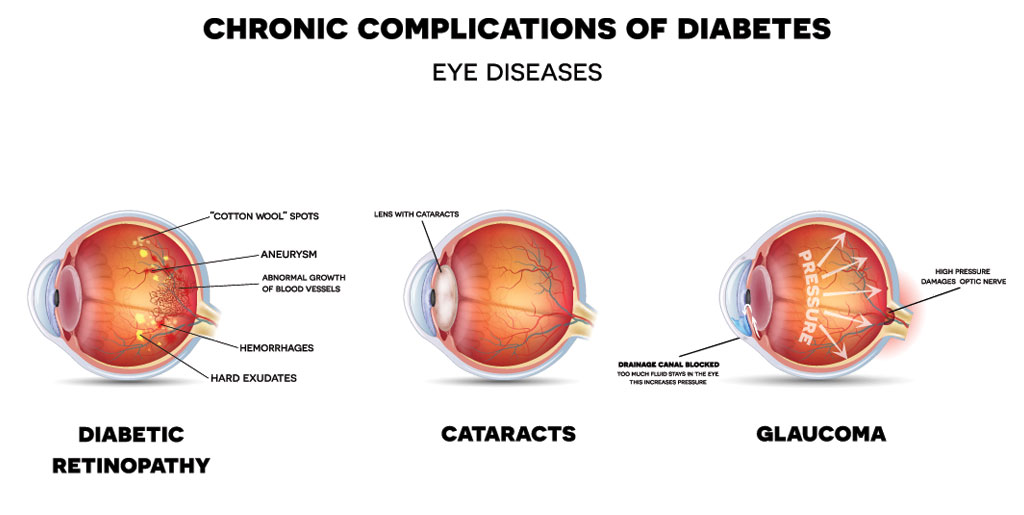 CHRONIC COMPLICATIONS OF DIABETES
EYE DISEASES
"COTTON WOOL" SPOTS
ANEURYSM
ABNORMAL GROWTH
OF BLOOD VESSELS
HEMORRHAGES
HARD EXUDATES
DIABETIC
RETINOPATHY
LENS WITH CATARACTS
CATARACTS
PRESSURE
HIGH PRESSURE
DAMAGES OPTIC NERVE
DRAINAGE CANAL BLOCKED
TOO MUCH FLUID STAYS IN THE EYE
THIS INCREASES PRESSURE
GLAUCOMA